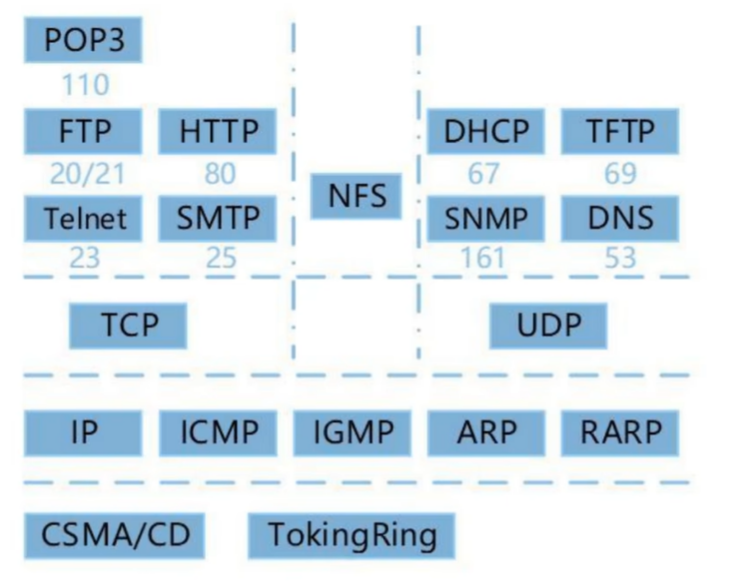 POP3
110
FTP HTTP DHCP TFTP
20/21 80 67 69
NFS
Telnet SMTP SNMP DNS
23 25 161 53
TCP UDP
IP ICMP IGMP ARP RARP
CSMA/CD TokingRing